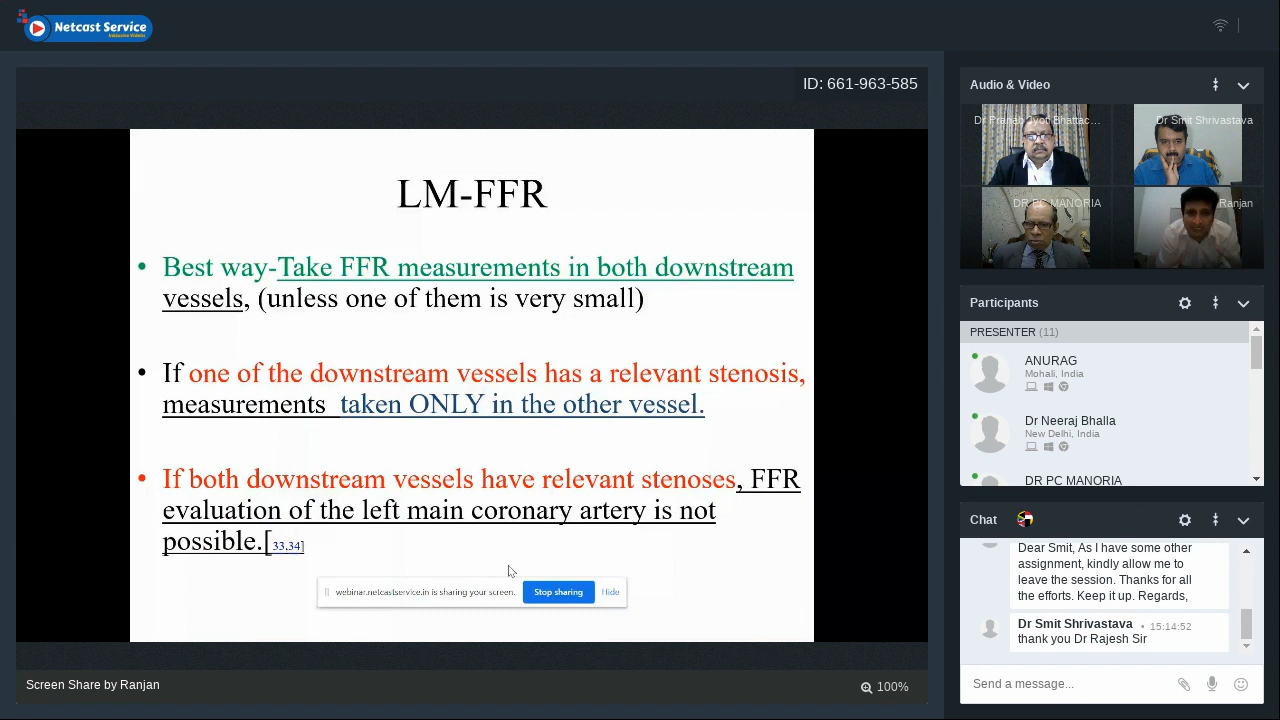 Netcast Service
ID: 661-963-585
LM-FFR
• Best way-Take FFR measurements in both downstream
vessels, (unless one of them is very small)
• If one of the downstream vessels has a relevant stenosis,
measurements taken ONLY in the other vessel.
• If both downstream vessels have relevant stenoses, FFR
evaluation of the left main coronary artery is not
possible.[33,34]
webinar.netcastservice.in is sharing your screen.
Stop sharing
Hide
Screen Share by Ranjan
100%
Audio & Video
Dr Pranab Jyoti Bhattac...
Dr Smit Shrivastava
DR PC MANORIA
Ranjan
Participants
PRESENTER (11)
ANURAG
Mohali, India
Dr Neeraj Bhalla
New Delhi, India
DR PC MANORIA
Chat
Dear Smit, As I have some other
assignment, kindly allow me to
leave the session. Thanks for all
the efforts. Keep it up. Regards,
Dr Smit Shrivastava • 15:14:52
thank you Dr Rajesh Sir
Send a message...